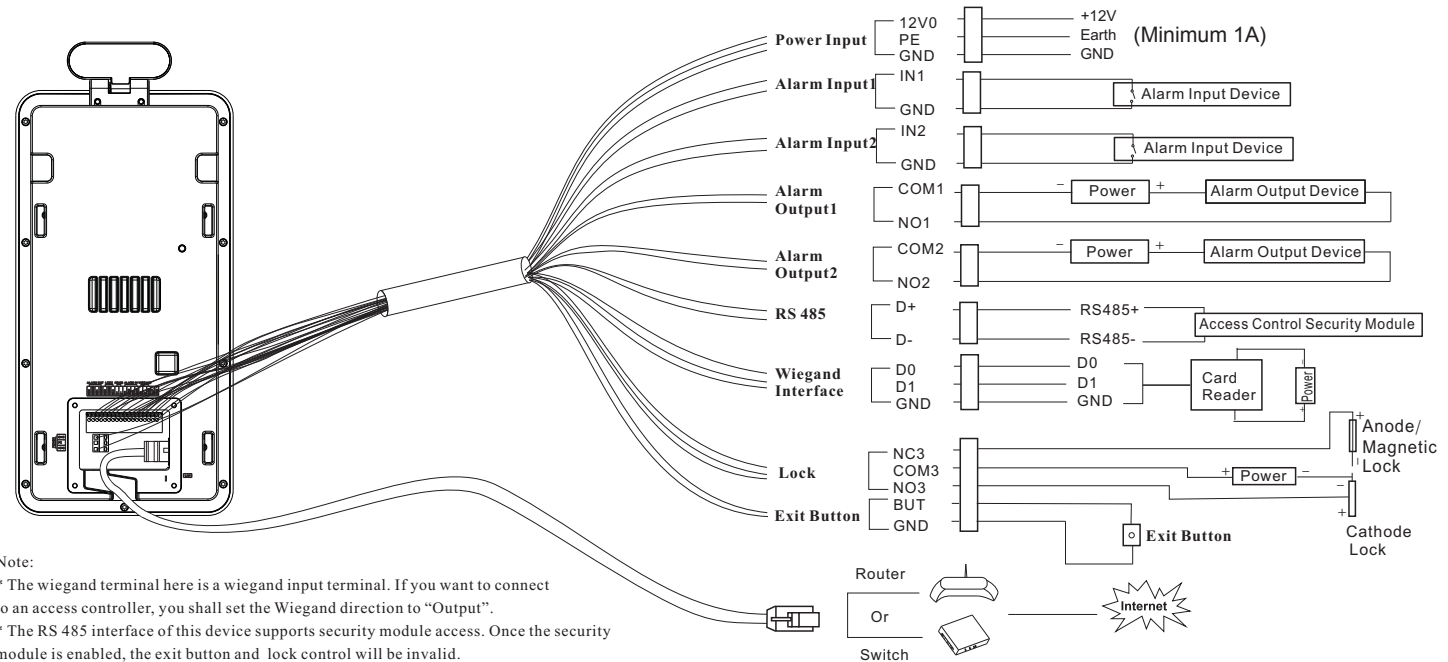 Power Input
12V0
PE
GND
+12V
Earth
GND
(Minimum 1A)
Alarm Input1
IN1
GND
Alarm Input Device
Alarm Input2
IN2
GND
Alarm Input Device
Alarm
Output1
COM1
NO1
− Power +
Alarm Output Device
Alarm
Output2
COM2
NO2
− Power +
Alarm Output Device
RS 485
D+
D-
RS485+
RS485-
Access Control Security Module
Wiegand
Interface
D0
D1
GND
D0
D1
GND
Card
Reader
Power
Lock
NC3
COM3
NO3
+ Power −
+
Anode/
Magnetic
Lock
−
−
+
Cathode
Lock
Exit Button
BUT
GND
Exit Button
Router
Or
Switch
Internet
Note:
* The wiegand terminal here is a wiegand input terminal. If you want to connect
to an access controller, you shall set the Wiegand direction to “Output”.
* The RS 485 interface of this device supports security module access. Once the security
module is enabled, the exit button and lock control will be invalid.